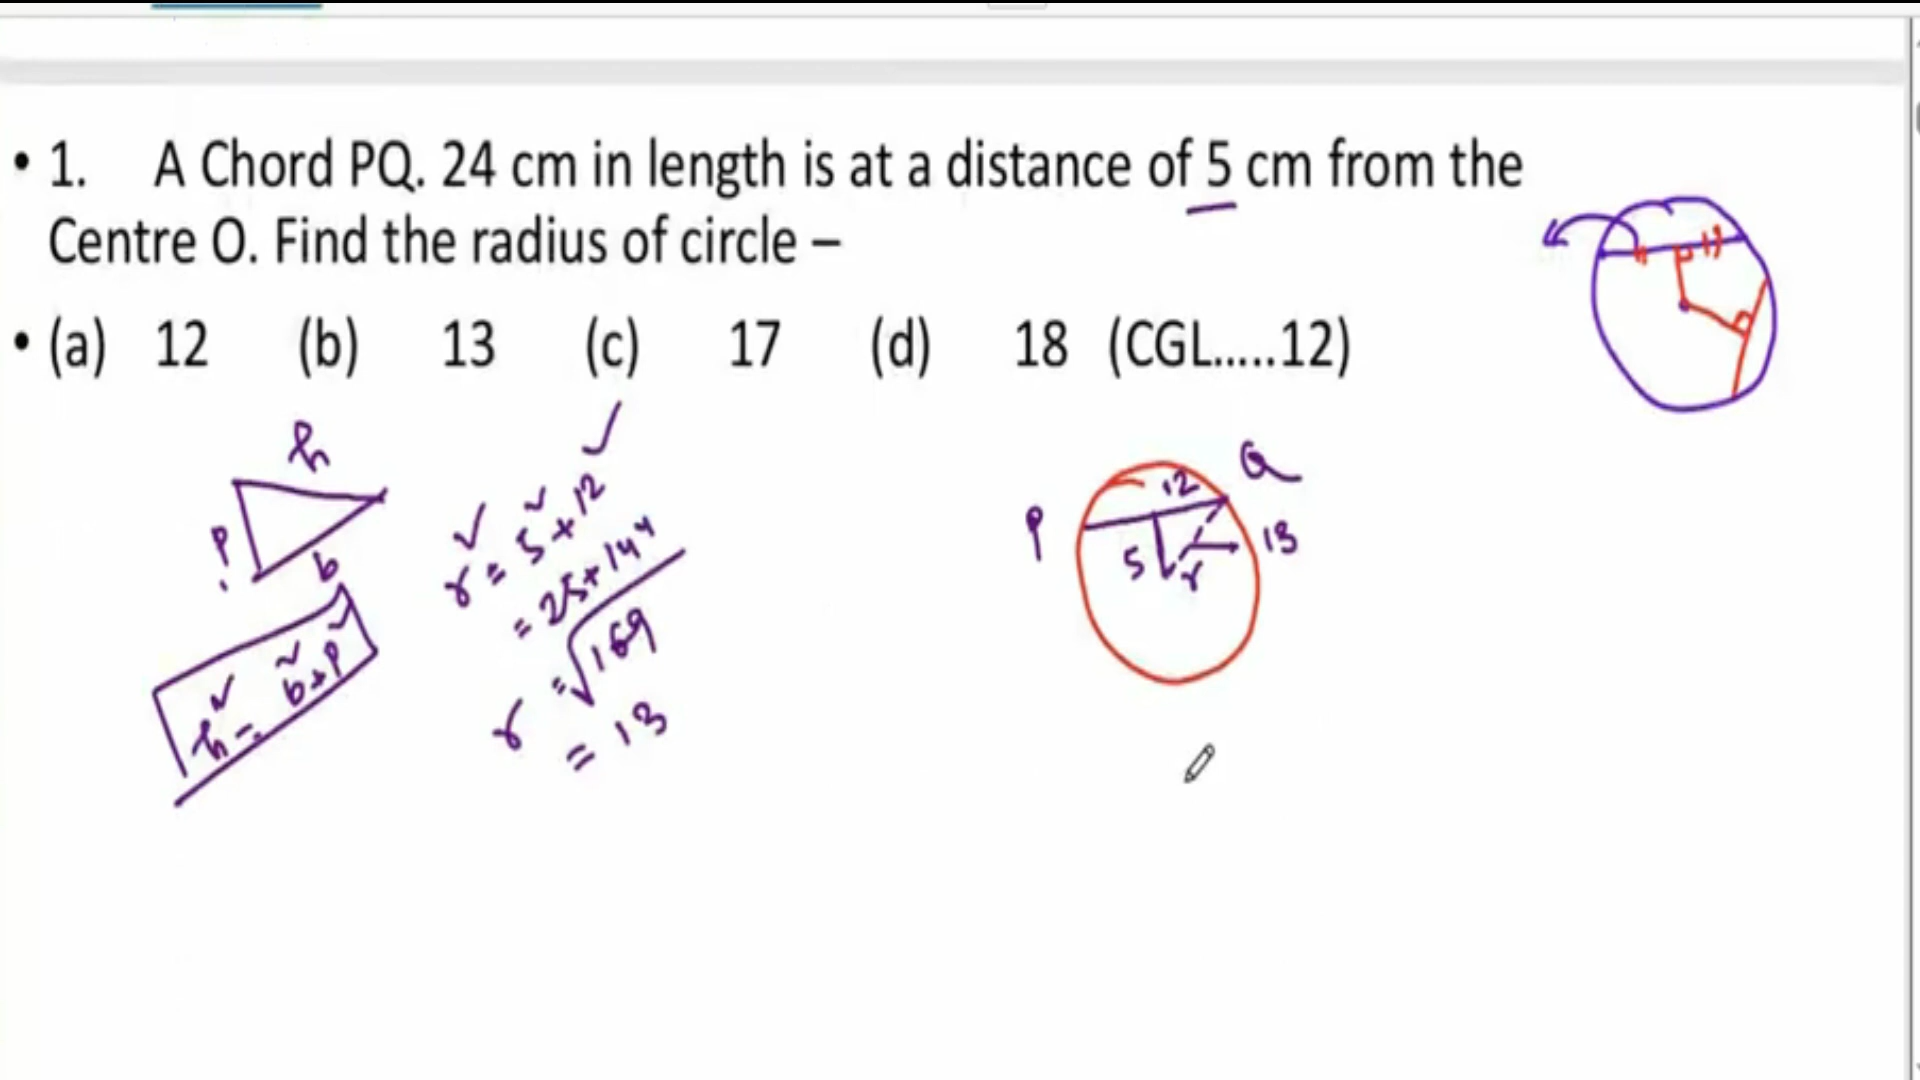 • 1. A Chord PQ. 24 cm in length is at a distance of 5 cm from the
Centre O. Find the radius of circle –
• (a) 12 (b) 13 (c) 17 (d) 18 (CGL.....12)
h
p
b
h² = b² + p²
r² = 5² + 12²
= 25 + 144
r = √169
= 13
P
Q
12
5
r
13